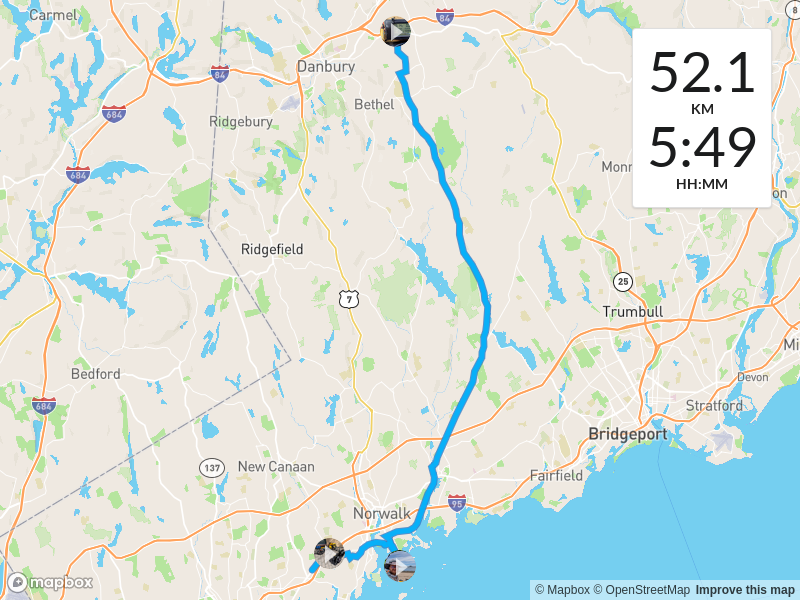 Carmel
8
84
Danbury
84
52.1
KM
5:49
HH:MM
684
Bethel
Ridgebury
684
Monr
on
Ridgefield
7
25
Trumbull
Mi
Bedford
Devon
684
Stratford
Bridgeport
137
New Canaan
Fairfield
95
Norwalk
mapbox
© Mapbox © OpenStreetMap Improve this map